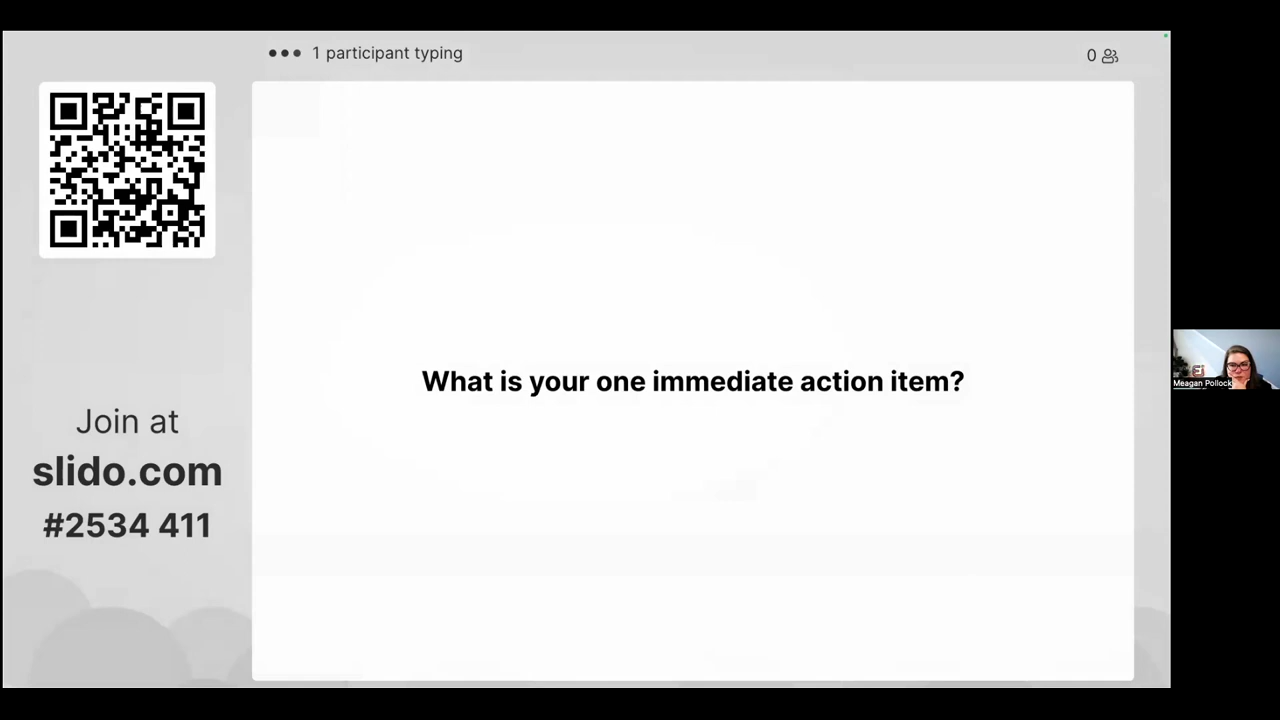 1 participant typing
0
Join at
slido.com
#2534 411
What is your one immediate action item?
Meagan Pollock